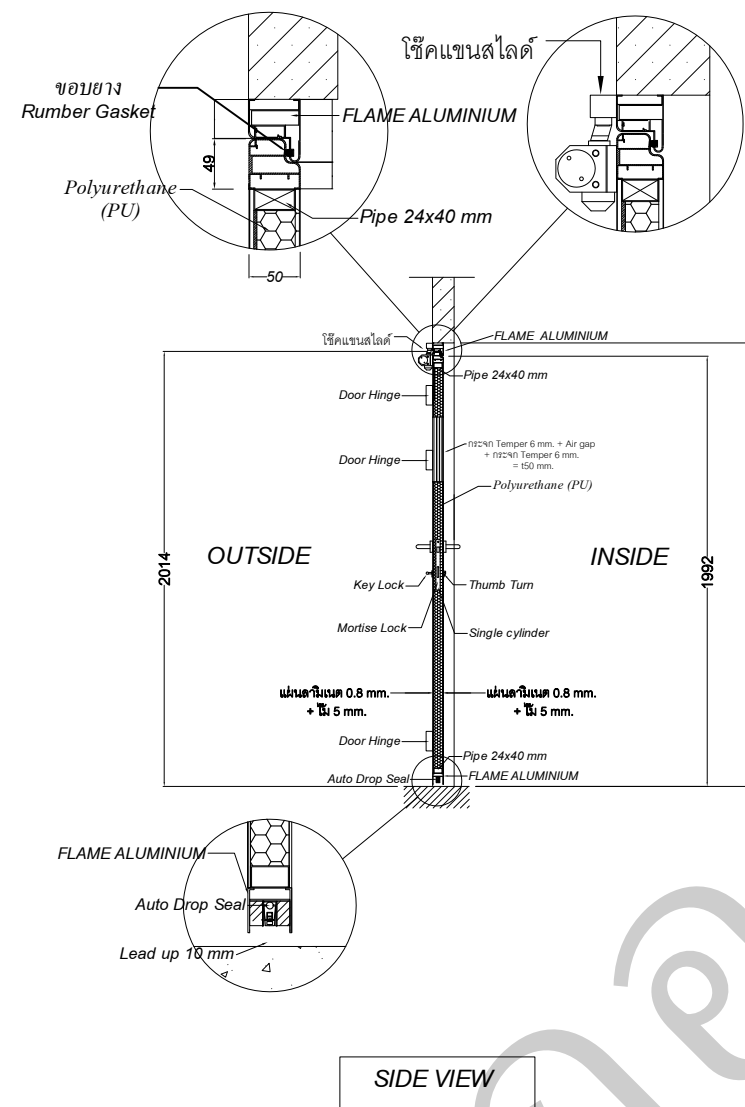 โช๊คแขนสไลด์
ขอบยาง
Rumber Gasket
FLAME ALUMINIUM
49
Polyurethane
(PU)
Pipe 24x40 mm
50
โช๊คแขนสไลด์
FLAME ALUMINIUM
Pipe 24x40 mm
Door Hinge
กระจก Temper 6 mm. + Air gap
+ กระจก Temper 6 mm.
= t50 mm.
Door Hinge
Polyurethane (PU)
2014
OUTSIDE
INSIDE
1992
Key Lock
Thumb Turn
Mortise Lock
Single cylinder
แผ่นลามิเนต 0.8 mm.
+ ไม้ 5 mm.
แผ่นลามิเนต 0.8 mm.
+ ไม้ 5 mm.
Door Hinge
Pipe 24x40 mm
Auto Drop Seal
FLAME ALUMINIUM
FLAME ALUMINIUM
Auto Drop Seal
Lead up 10 mm
SIDE VIEW